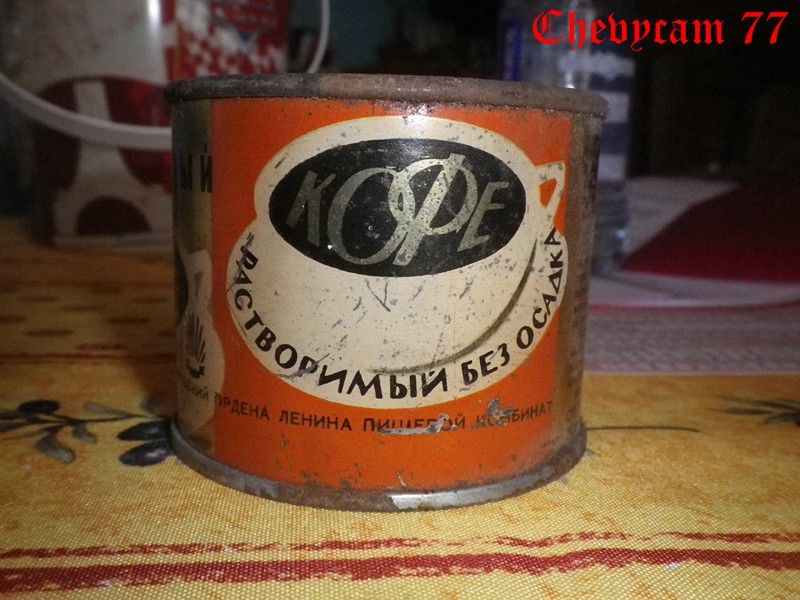 Chevycam 77
КОФЕ
РАСТВОРИМЫЙ БЕЗ ОСАДКА
ОРДЕНА ЛЕНИНА ПИЩЕВОЙ КОМБИНАТ